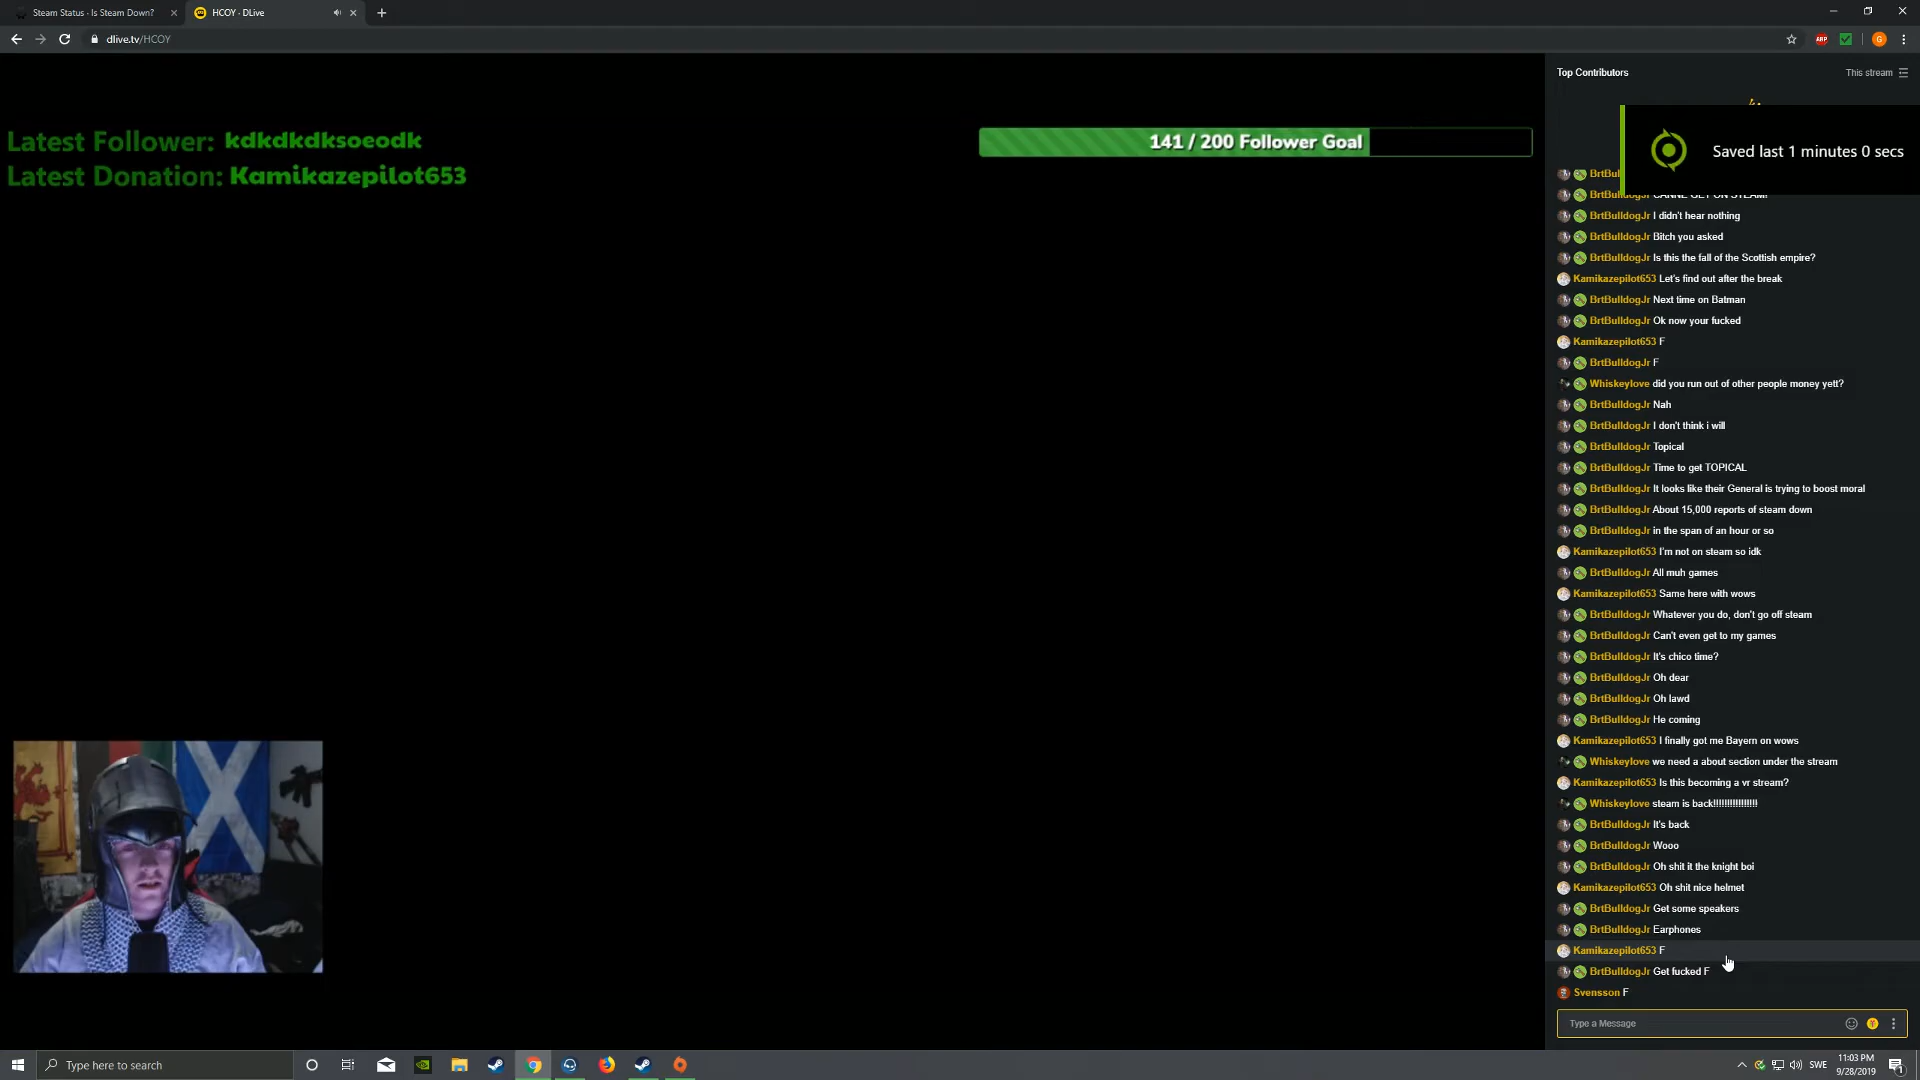 Steam Status - Is Steam Down?
HCOY · DLive
dlive.tv/HCOY
ABP
G
Top Contributors
This stream
Saved last 1 minutes 0 secs
Latest Follower: kdkdkdksoeodk
Latest Donation: Kamikazepilot653
141 / 200 Follower Goal
BrtBulldogJr I didn't hear nothing
BrtBulldogJr Bitch you asked
BrtBulldogJr Is this the fall of the Scottish empire?
Kamikazepilot653 Let's find out after the break
BrtBulldogJr Next time on Batman
BrtBulldogJr Ok now your fucked
Kamikazepilot653 F
BrtBulldogJr F
Whiskeylove did you run out of other people money yett?
BrtBulldogJr Nah
BrtBulldogJr I don't think i will
BrtBulldogJr Topical
BrtBulldogJr Time to get TOPICAL
BrtBulldogJr It looks like their General is trying to boost moral
BrtBulldogJr About 15,000 reports of steam down
BrtBulldogJr in the span of an hour or so
Kamikazepilot653 I'm not on steam so idk
BrtBulldogJr All muh games
Kamikazepilot653 Same here with wows
BrtBulldogJr Whatever you do, don't go off steam
BrtBulldogJr Can't even get to my games
BrtBulldogJr It's chico time?
BrtBulldogJr Oh dear
BrtBulldogJr Oh lawd
BrtBulldogJr He coming
Kamikazepilot653 I finally got me Bayern on wows
Whiskeylove we need a about section under the stream
Kamikazepilot653 Is this becoming a vr stream?
Whiskeylove steam is back!!!!!!!!!!!!!!!!
BrtBulldogJr It's back
BrtBulldogJr Wooo
BrtBulldogJr Oh shit it the knight boi
Kamikazepilot653 Oh shit nice helmet
BrtBulldogJr Get some speakers
BrtBulldogJr Earphones
Kamikazepilot653 F
BrtBulldogJr Get fucked F
Svensson F
Type a Message
Type here to search
SWE
11:03 PM
9/28/2019